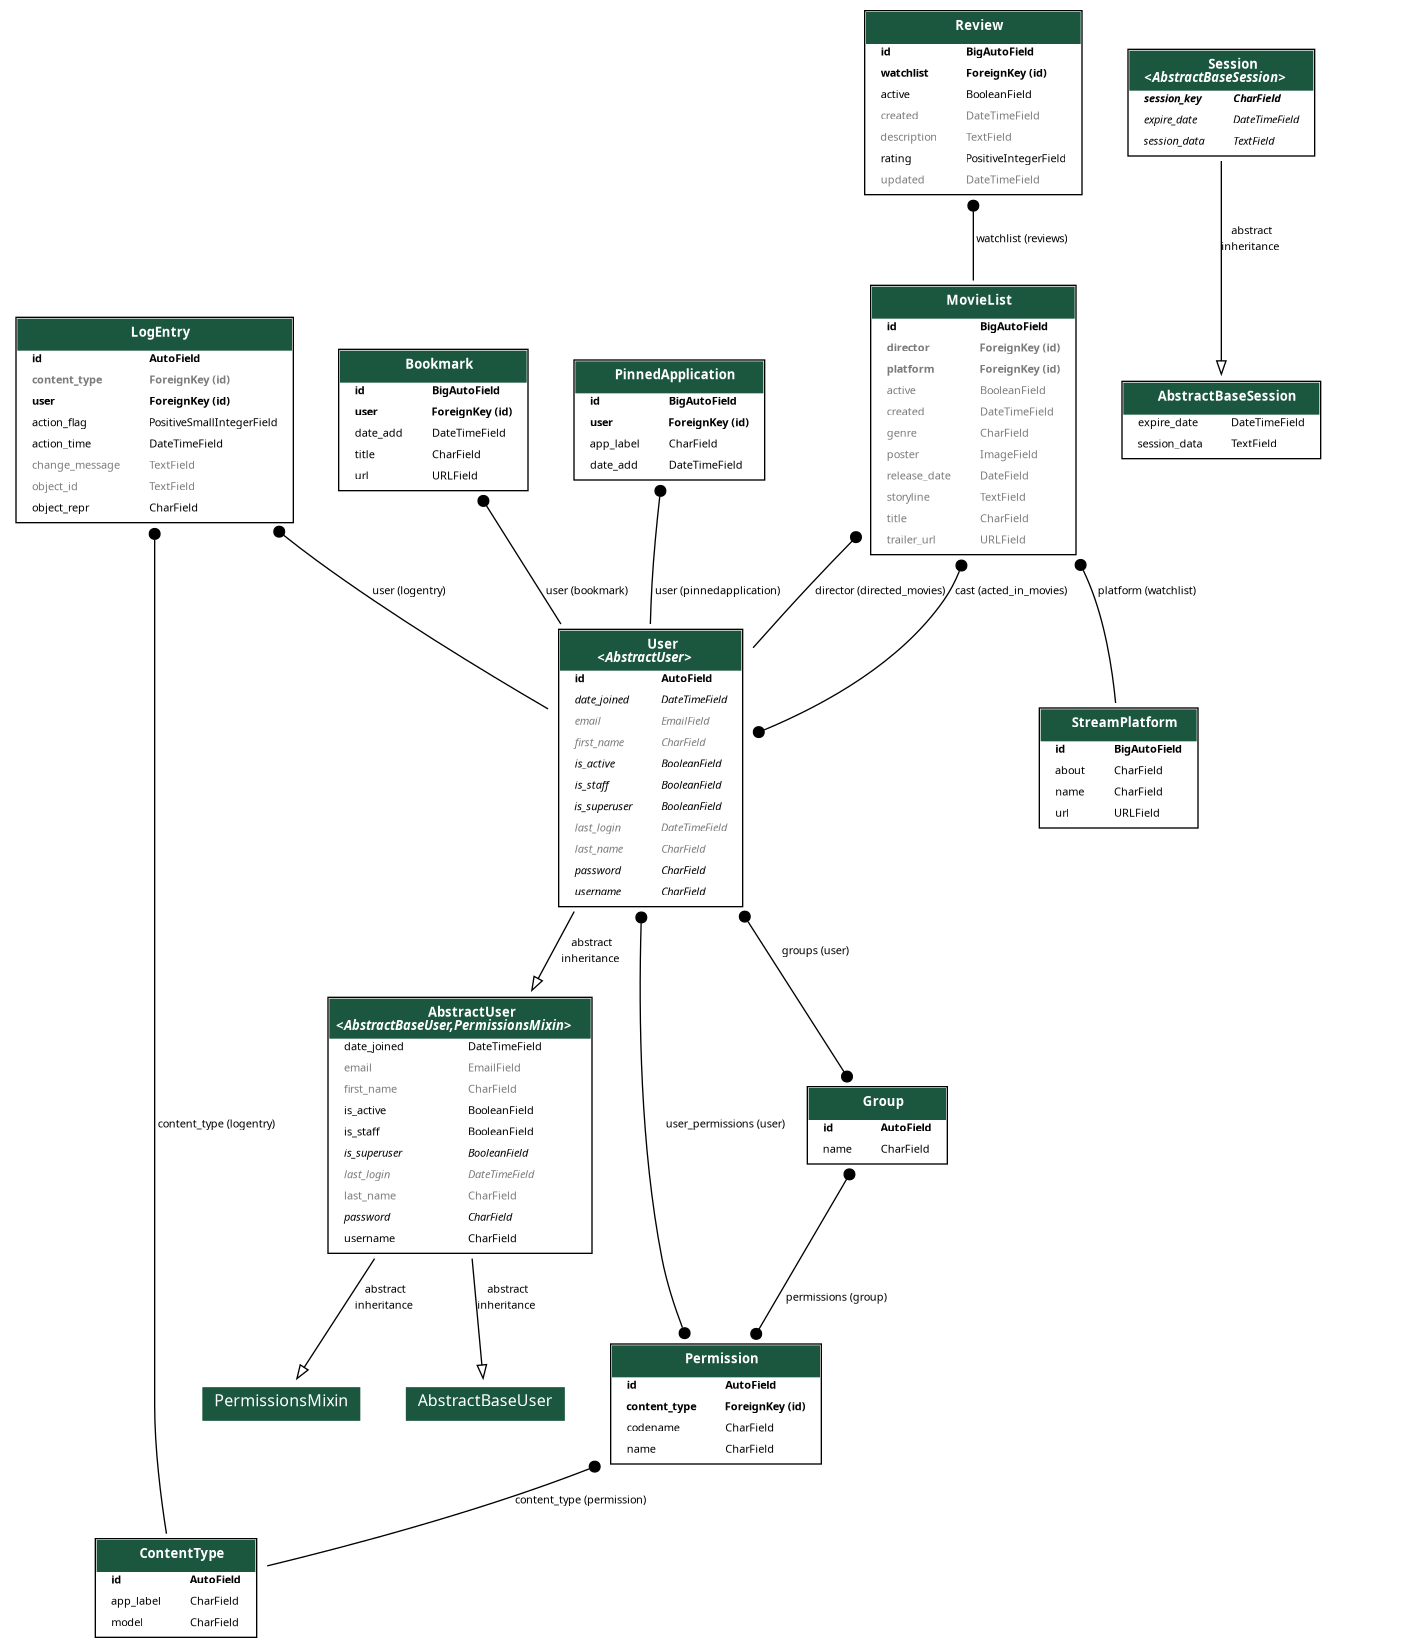 Review
id BigAutoField
watchlist ForeignKey (id)
active BooleanField
created DateTimeField
description TextField
rating PositiveIntegerField
updated DateTimeField
Session
<AbstractBaseSession>
session_key CharField
expire_date DateTimeField
session_data TextField
watchlist (reviews)
abstract
inheritance
MovieList
id BigAutoField
director ForeignKey (id)
platform ForeignKey (id)
active BooleanField
created DateTimeField
genre CharField
poster ImageField
release_date DateField
storyline TextField
title CharField
trailer_url URLField
LogEntry
id AutoField
content_type ForeignKey (id)
user ForeignKey (id)
action_flag PositiveSmallIntegerField
action_time DateTimeField
change_message TextField
object_id TextField
object_repr CharField
Bookmark
id BigAutoField
user ForeignKey (id)
date_add DateTimeField
title CharField
url URLField
PinnedApplication
id BigAutoField
user ForeignKey (id)
app_label CharField
date_add DateTimeField
AbstractBaseSession
expire_date DateTimeField
session_data TextField
user (logentry)
user (bookmark)
user (pinnedapplication)
director (directed_movies)
cast (acted_in_movies)
platform (watchlist)
User
<AbstractUser>
id AutoField
date_joined DateTimeField
email EmailField
first_name CharField
is_active BooleanField
is_staff BooleanField
is_superuser BooleanField
last_login DateTimeField
last_name CharField
password CharField
username CharField
StreamPlatform
id BigAutoField
about CharField
name CharField
url URLField
abstract
inheritance
groups (user)
AbstractUser
<AbstractBaseUser,PermissionsMixin>
date_joined DateTimeField
email EmailField
first_name CharField
is_active BooleanField
is_staff BooleanField
is_superuser BooleanField
last_login DateTimeField
last_name CharField
password CharField
username CharField
content_type (logentry)
user_permissions (user)
Group
id AutoField
name CharField
abstract
inheritance
abstract
inheritance
permissions (group)
PermissionsMixin
AbstractBaseUser
Permission
id AutoField
content_type ForeignKey (id)
codename CharField
name CharField
content_type (permission)
ContentType
id AutoField
app_label CharField
model CharField